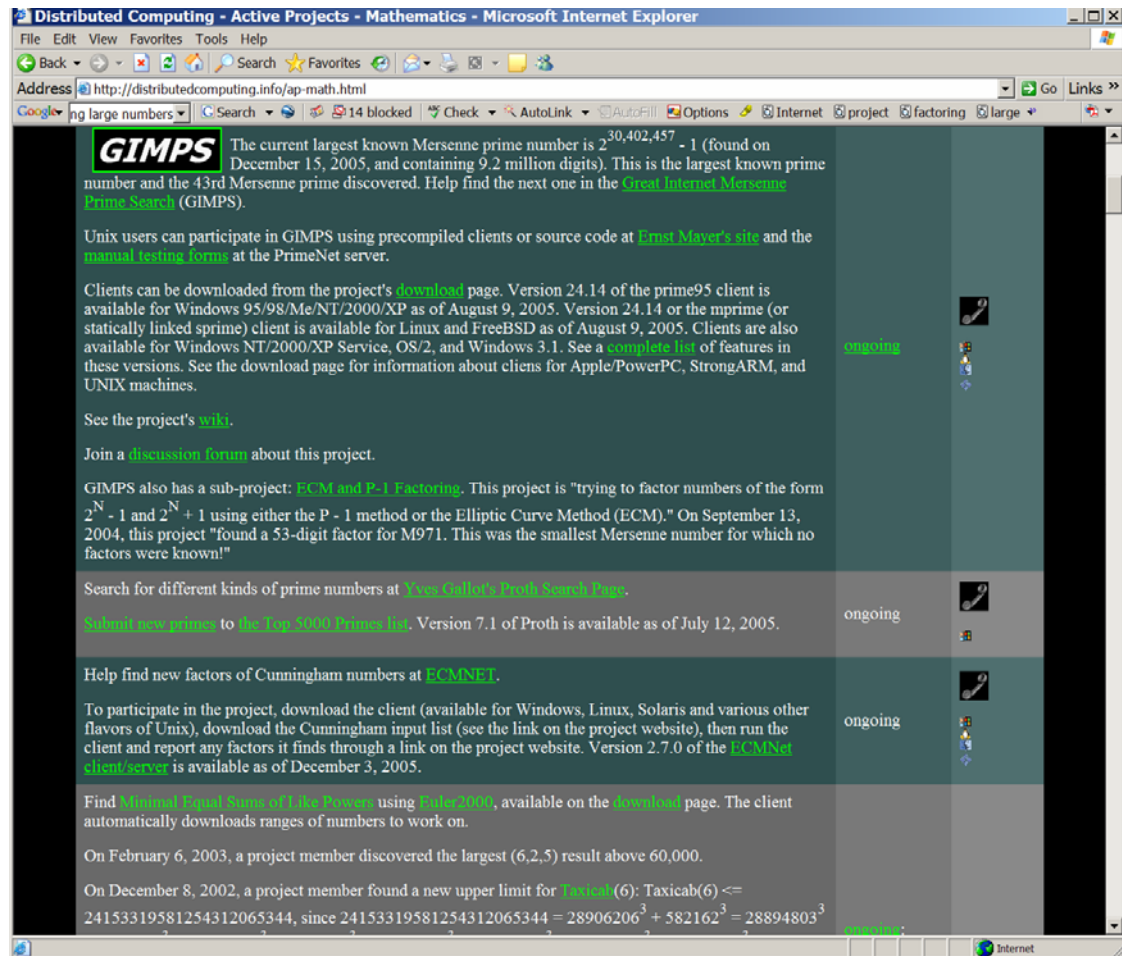 Distributed Computing - Active Projects - Mathematics - Microsoft Internet Explorer
File Edit View Favorites Tools Help
Back Search Favorites
Address http://distributedcomputing.info/ap-math.html Go Links »
Google ng large numbers Search 14 blocked Check AutoLink AutoFill Options Internet project factoring large
GIMPS The current largest known Mersenne prime number is 2^30,402,457 - 1 (found on
December 15, 2005, and containing 9.2 million digits). This is the largest known prime
number and the 43rd Mersenne prime discovered. Help find the next one in the Great Internet Mersenne
Prime Search (GIMPS).
Unix users can participate in GIMPS using precompiled clients or source code at Ernst Mayer's site and the
manual testing forms at the PrimeNet server.
Clients can be downloaded from the project's download page. Version 24.14 of the prime95 client is
available for Windows 95/98/Me/NT/2000/XP as of August 9, 2005. Version 24.14 or the mprime (or
statically linked sprime) client is available for Linux and FreeBSD as of August 9, 2005. Clients are also
available for Windows NT/2000/XP Service, OS/2, and Windows 3.1. See a complete list of features in
these versions. See the download page for information about cliens for Apple/PowerPC, StrongARM, and
UNIX machines.
ongoing
See the project's wiki.
Join a discussion forum about this project.
GIMPS also has a sub-project: ECM and P-1 Factoring. This project is "trying to factor numbers of the form
2^N - 1 and 2^N + 1 using either the P - 1 method or the Elliptic Curve Method (ECM)." On September 13,
2004, this project "found a 53-digit factor for M971. This was the smallest Mersenne number for which no
factors were known!"
Search for different kinds of prime numbers at Yves Gallot's Proth Search Page.
Submit new primes to the Top 5000 Primes list. Version 7.1 of Proth is available as of July 12, 2005.
ongoing
Help find new factors of Cunningham numbers at ECMNET.
To participate in the project, download the client (available for Windows, Linux, Solaris and various other
flavors of Unix), download the Cunningham input list (see the link on the project website), then run the
client and report any factors it finds through a link on the project website. Version 2.7.0 of the ECMNet
client/server is available as of December 3, 2005.
ongoing
Find Minimal Equal Sums of Like Powers using Euler2000, available on the download page. The client
automatically downloads ranges of numbers to work on.
On February 6, 2003, a project member discovered the largest (6,2,5) result above 60,000.
On December 8, 2002, a project member found a new upper limit for Taxicab(6): Taxicab(6) <=
24153319581254312065344, since 24153319581254312065344 = 28906206^3 + 582162^3 = 28894803^3
ongoing:
Internet